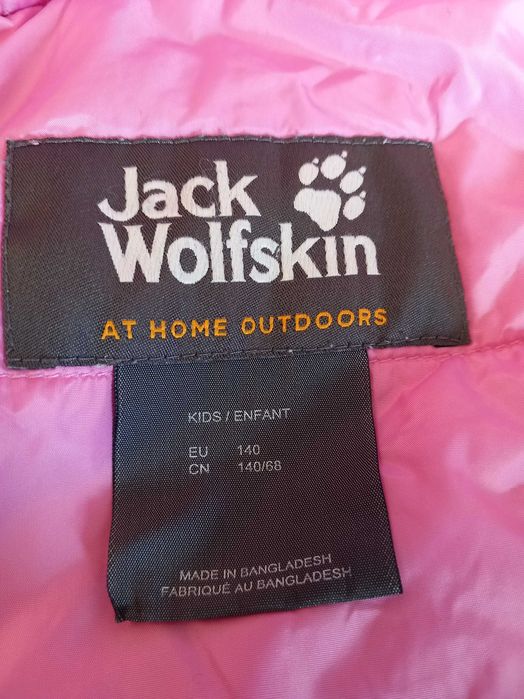 Jack
Wolfskin
AT HOME OUTDOORS
KIDS / ENFANT
EU 140
CN 140/68
MADE IN BANGLADESH
FABRIQUÉ AU BANGLADESH